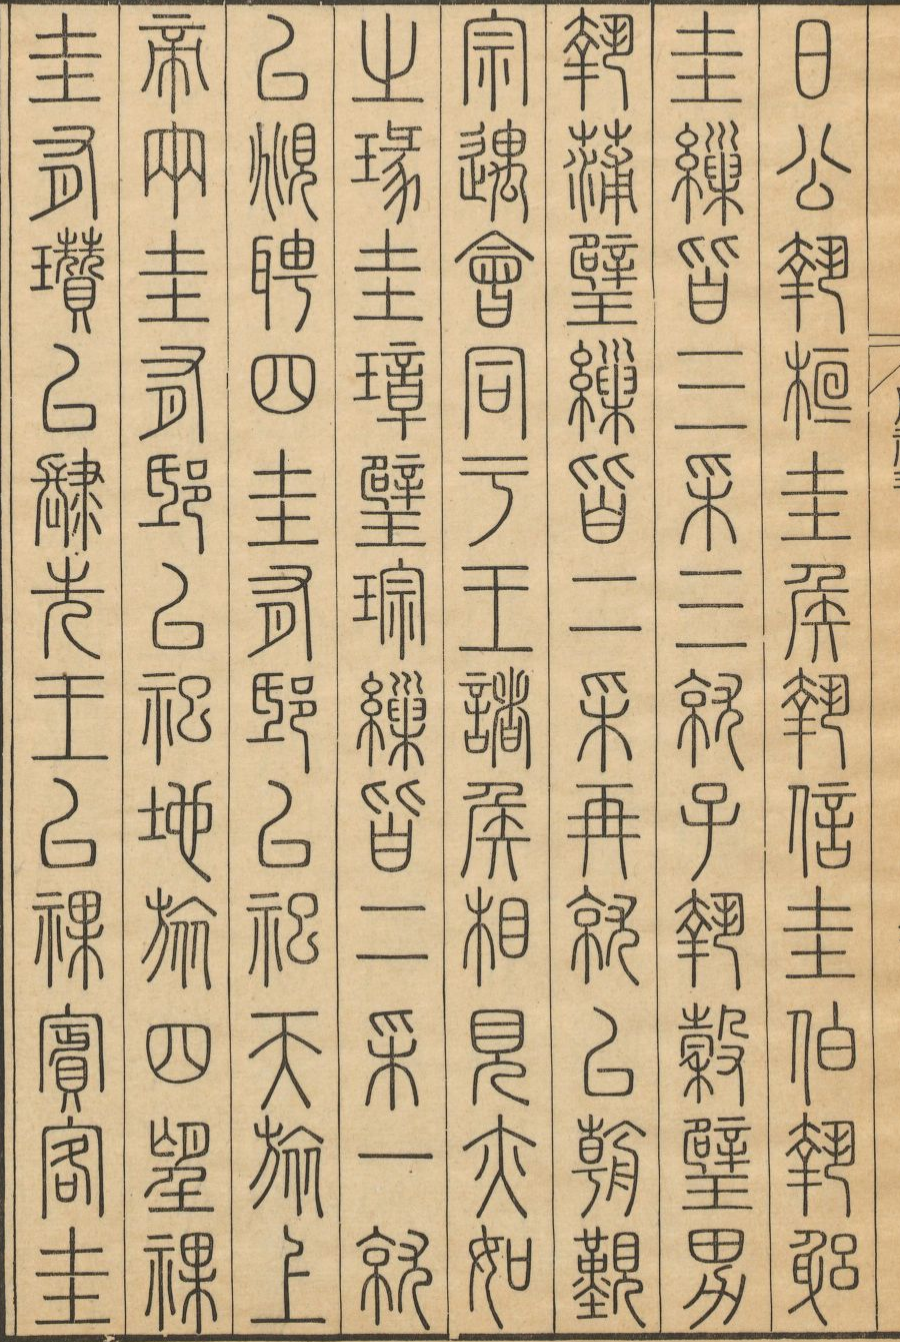 日公執桓圭侯執信圭伯執躳
圭繅皆三采三就子執穀璧男
執蒲璧繅皆二采再就以朝覲
宗遇會同于王諸侯相見亦如
之瑑圭璋璧琮繅皆二采一就
以覜聘四圭有邸以祀天旅上
帝兩圭有邸以祀地旅四望祼
圭有瓚以肆先王以祼賓客圭